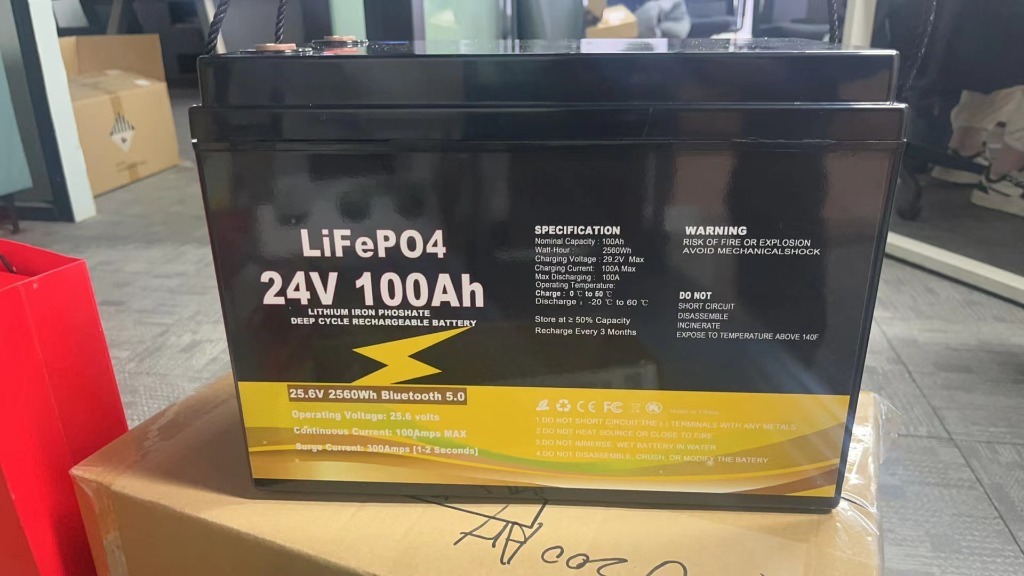 LiFePO4
24V 100Ah
LITHIUM IRON PHOSHATE
DEEP CYCLE RECHARGEABLE BATTERY
25.6V 2560Wh Bluetooth 5.0
Operating Voltage: 25.6 volts
Continuous Current: 100Amps MAX
Surge Current: 300Amps [1-2 Seconds]
SPECIFICATION
Nominal Capacity : 100Ah
Watt-Hour : 2560Wh
Charging Voltage : 29.2V Max
Charging Current: 100A Max
Max Discharging : 100A
Operating Temperature:
Charge : 0 ℃ to 60 ℃
Discharge : -20 ℃ to 60 ℃
Store at ≥ 50% Capacity
Recharge Every 3 Months
WARNING
RISK OF FIRE OR EXPLOSION
AVOID MECHANICALSHOCK
DO NOT
SHORT CIRCUIT
DISASSEMBLE
INCINERATE
EXPOSE TO TEMPERATURE ABOVE 140F
CE FC
Made in China
1.DO NOT SHORT CIRCUIT THE (-) TERMINALS WITH ANY METALS
2.DO NOT HEAT SOURCE OR CLOSE TO FIRE
3.DO NOT IMMERSE, WET BATTERY IN WATER
4.DO NOT DISASSEMBLE, CRUSH, OR MODIFY THE BATERY